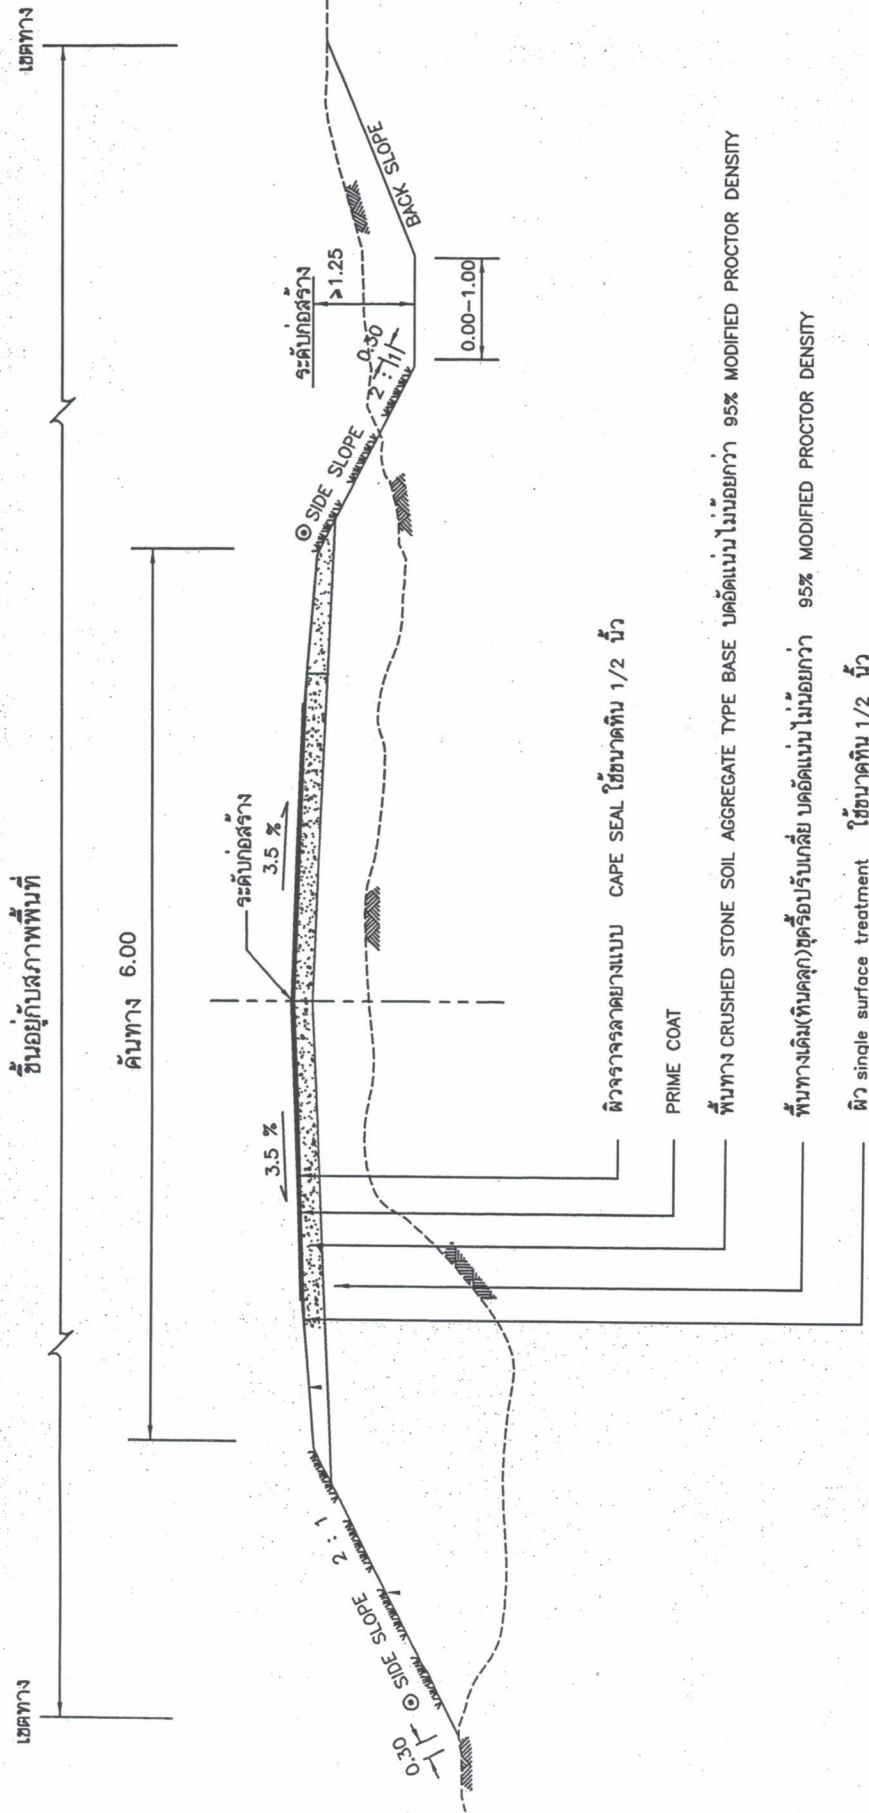 ขึ้นอยู่กับสภาพพื้นที่
เขตทาง
เขตทาง
คันทาง 6.00
ระดับก่อสร้าง
3.5 %
3.5 %
ระดับก่อสร้าง
≥1.25
SIDE SLOPE
2 : 1
0.30
SIDE SLOPE
2 : 1
0.30
BACK SLOPE
0.00-1.00
ผิวจราจรลาดยางแบบ CAPE SEAL ใช้ขนาดหิน 1/2 นิ้ว
PRIME COAT
พื้นทาง CRUSHED STONE SOIL AGGREGATE TYPE BASE บดอัดแน่นไม่น้อยกว่า 95% MODIFIED PROCTOR DENSITY
พื้นทางเดิม(หินคลุก)ขุดรื้อปรับเกลี่ย บดอัดแน่นไม่น้อยกว่า 95% MODIFIED PROCTOR DENSITY
ผิว single surface treatment ใช้ขนาดหิน 1/2 นิ้ว